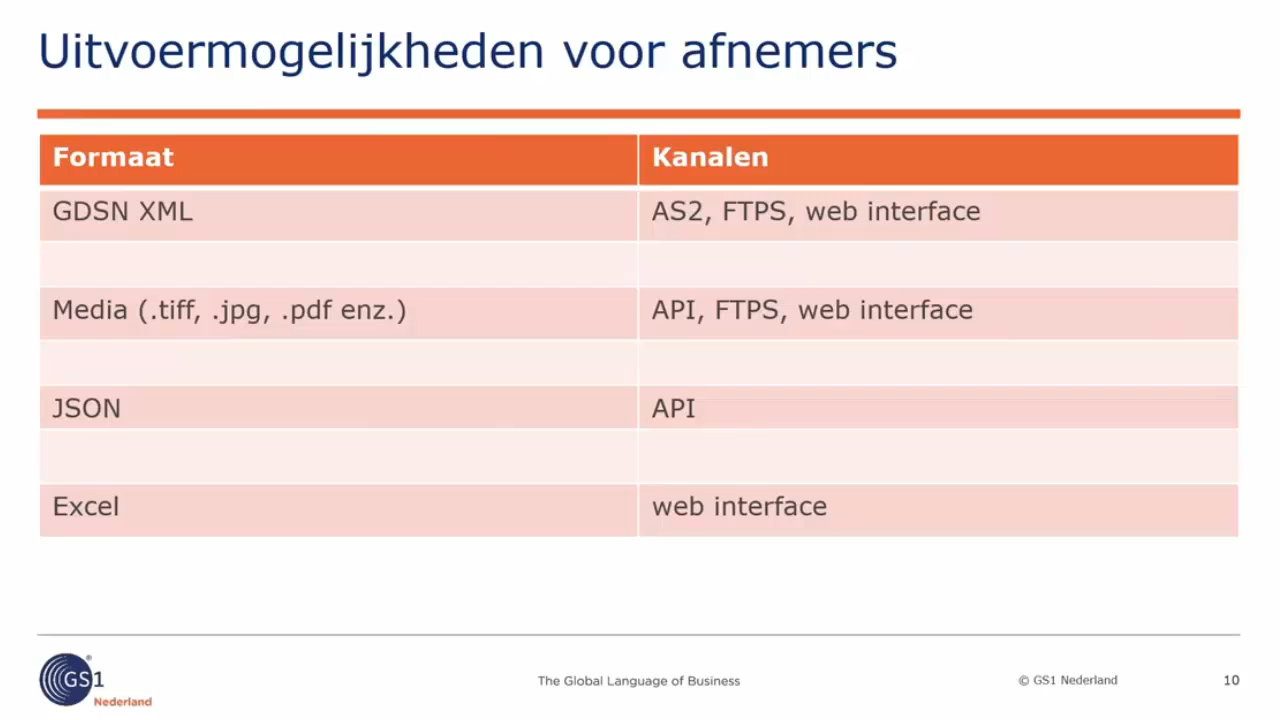 Uitvoermogelijkheden voor afnemers
Formaat Kanalen
GDSN XML AS2, FTPS, web interface
Media (.tiff, .jpg, .pdf enz.) API, FTPS, web interface
JSON API
Excel web interface
GS1 ®
Nederland
The Global Language of Business
© GS1 Nederland
10